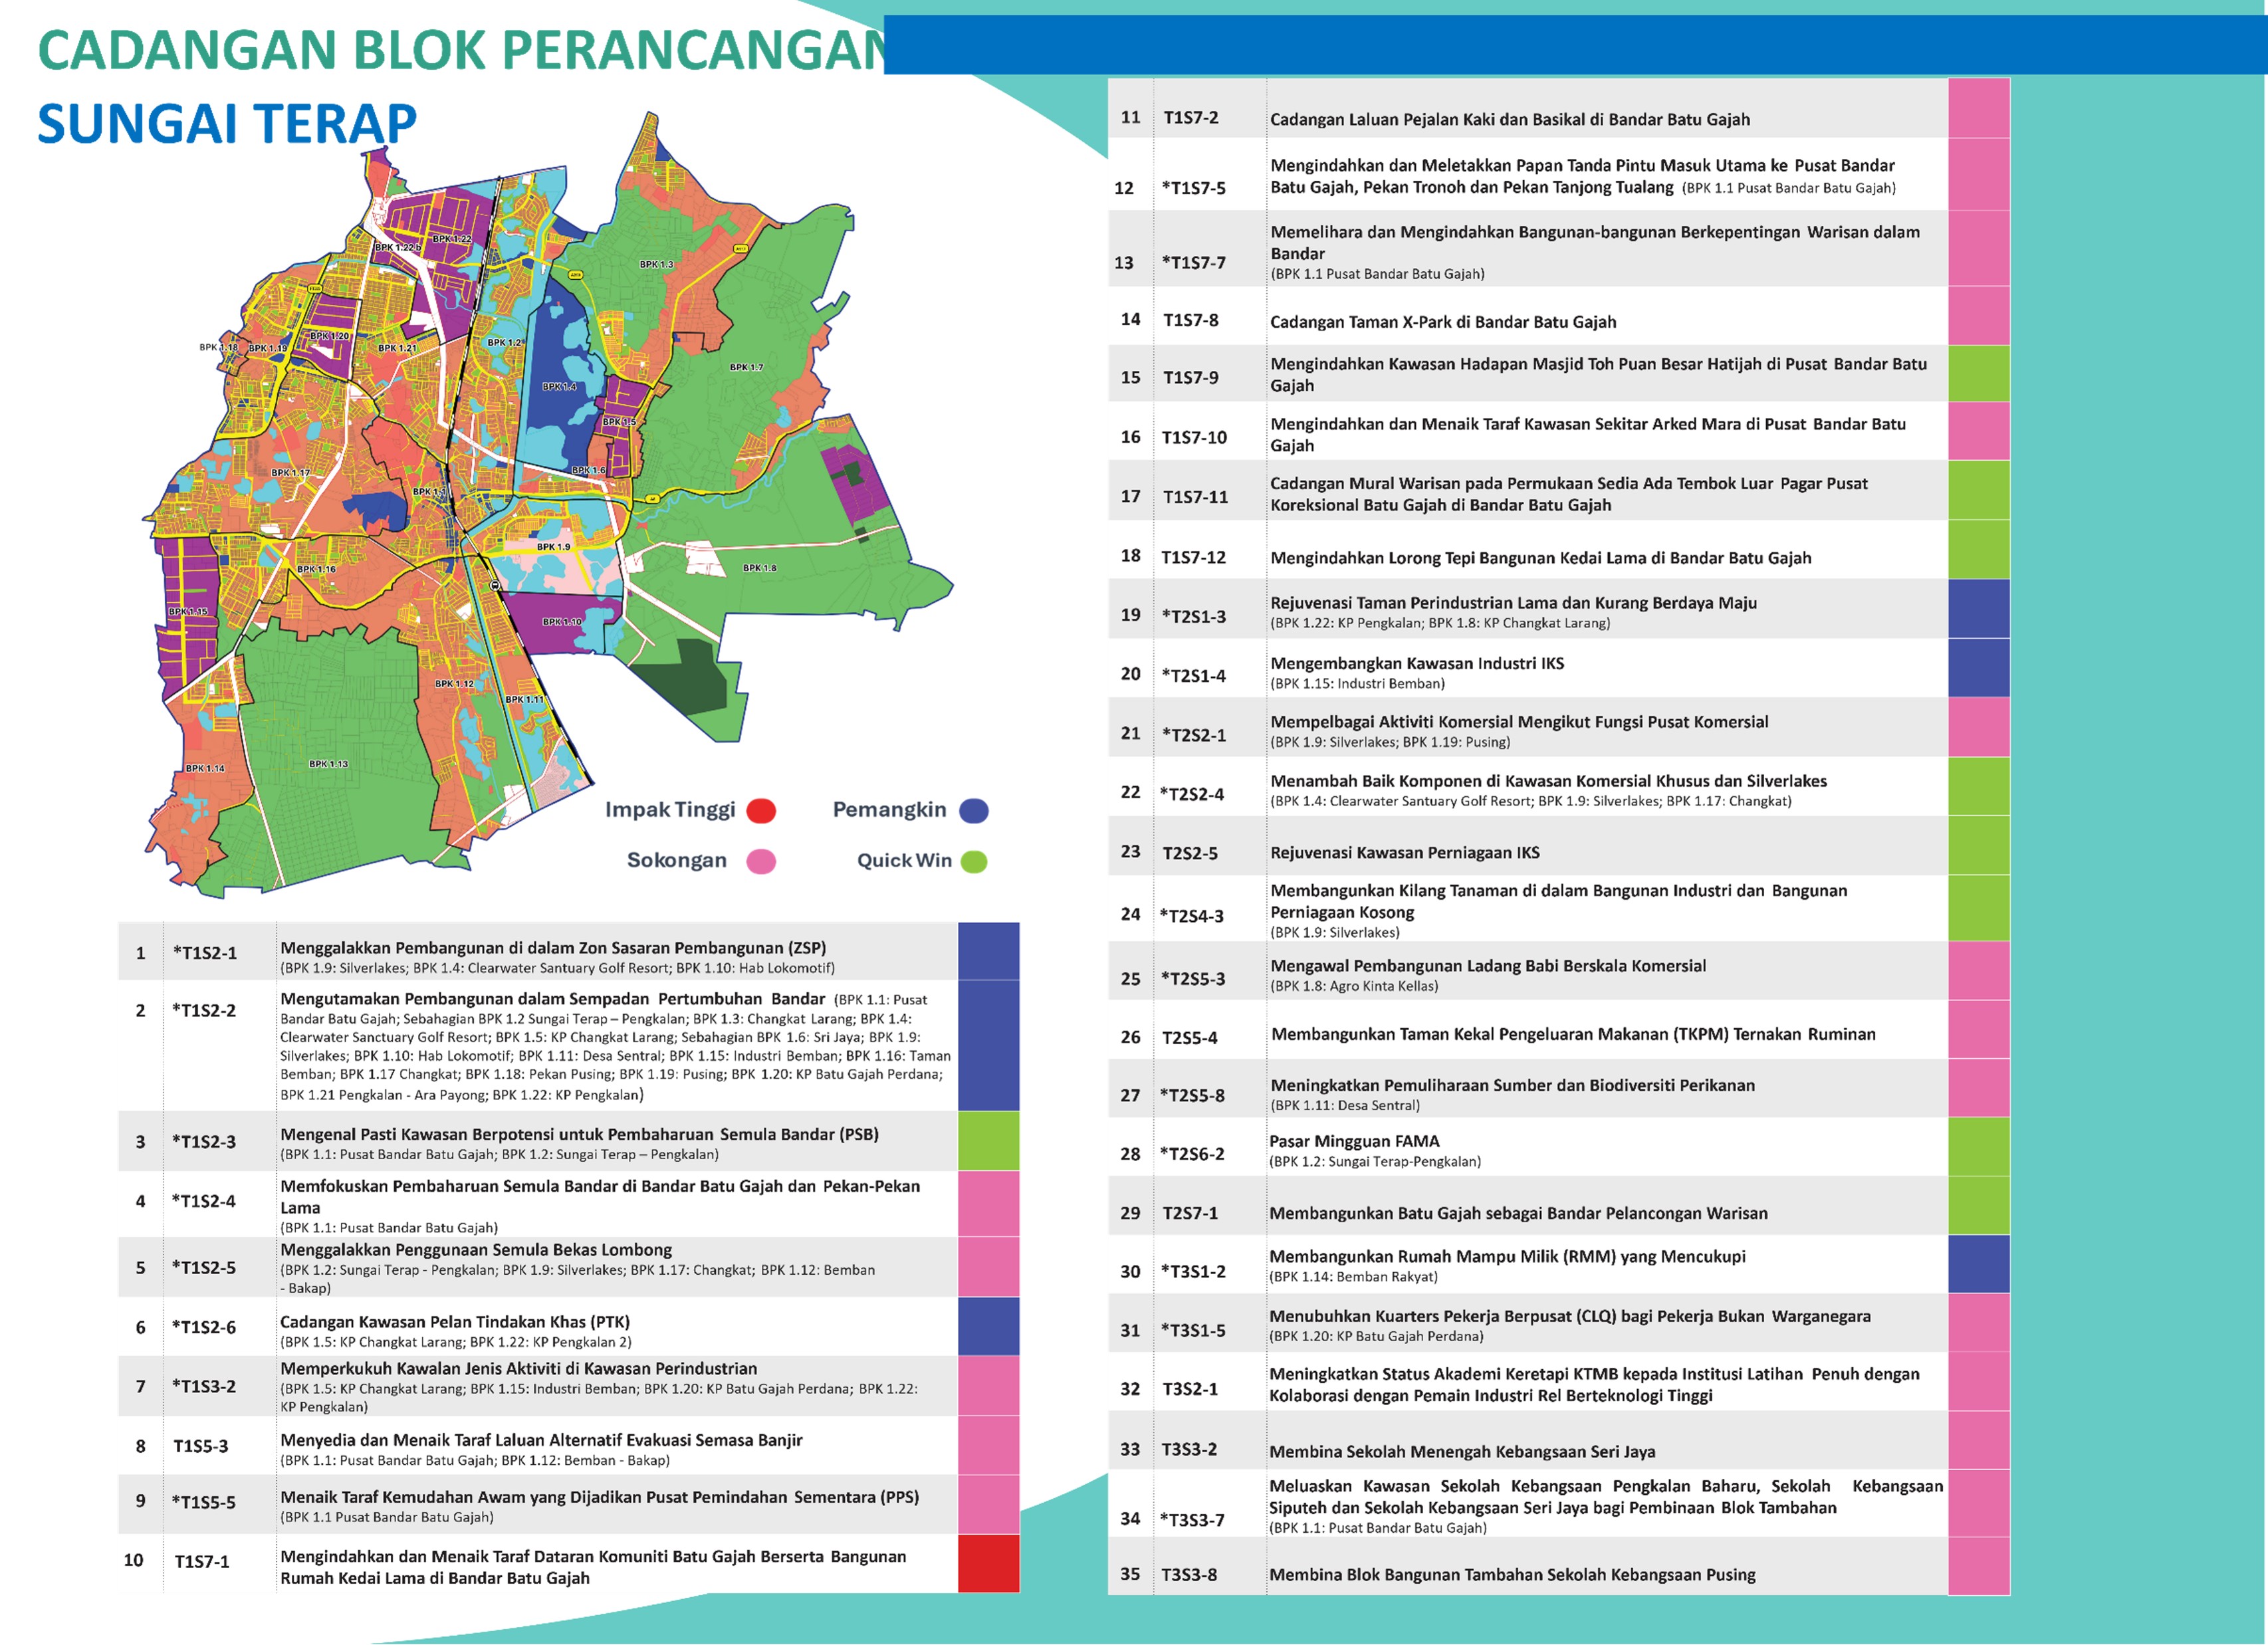 CADANGAN BLOK PERANCANGAN
SUNGAI TERAP
BPK 1.22
BPK 1.22 b
BPK 1.3
BPK 1.18
BPK 1.19
BPK 1.20
BPK 1.21
BPK 1.2
BPK 1.4
BPK 1.7
BPK 1.5
BPK 1.6
BPK 1.17
BPK 1.1
BPK 1.9
BPK 1.8
BPK 1.16
BPK 1.15
BPK 1.10
BPK 1.12
BPK 1.11
BPK 1.13
BPK 1.14
Impak Tinggi
Pemangkin
Sokongan
Quick Win
1 *T1S2-1 Menggalakkan Pembangunan di dalam Zon Sasaran Pembangunan (ZSP)
(BPK 1.9: Silverlakes; BPK 1.4: Clearwater Santuary Golf Resort; BPK 1.10: Hab Lokomotif)
2 *T1S2-2 Mengutamakan Pembangunan dalam Sempadan Pertumbuhan Bandar (BPK 1.1: Pusat
Bandar Batu Gajah; Sebahagian BPK 1.2 Sungai Terap – Pengkalan; BPK 1.3: Changkat Larang; BPK 1.4:
Clearwater Sanctuary Golf Resort; BPK 1.5: KP Changkat Larang; Sebahagian BPK 1.6: Sri Jaya; BPK 1.9:
Silverlakes; BPK 1.10: Hab Lokomotif; BPK 1.11: Desa Sentral; BPK 1.15: Industri Bemban; BPK 1.16: Taman
Bemban; BPK 1.17 Changkat; BPK 1.18: Pekan Pusing; BPK 1.19: Pusing; BPK 1.20: KP Batu Gajah Perdana;
BPK 1.21 Pengkalan - Ara Payong; BPK 1.22: KP Pengkalan)
3 *T1S2-3 Mengenal Pasti Kawasan Berpotensi untuk Pembaharuan Semula Bandar (PSB)
(BPK 1.1: Pusat Bandar Batu Gajah; BPK 1.2: Sungai Terap – Pengkalan)
4 *T1S2-4 Memfokuskan Pembaharuan Semula Bandar di Bandar Batu Gajah dan Pekan-Pekan
Lama
(BPK 1.1: Pusat Bandar Batu Gajah)
5 *T1S2-5 Menggalakkan Penggunaan Semula Bekas Lombong
(BPK 1.2: Sungai Terap - Pengkalan; BPK 1.9: Silverlakes; BPK 1.17: Changkat; BPK 1.12: Bemban
- Bakap)
6 *T1S2-6 Cadangan Kawasan Pelan Tindakan Khas (PTK)
(BPK 1.5: KP Changkat Larang; BPK 1.22: KP Pengkalan 2)
7 *T1S3-2 Memperkukuh Kawalan Jenis Aktiviti di Kawasan Perindustrian
(BPK 1.5: KP Changkat Larang; BPK 1.15: Industri Bemban; BPK 1.20: KP Batu Gajah Perdana; BPK 1.22:
KP Pengkalan)
8 T1S5-3 Menyedia dan Menaik Taraf Laluan Alternatif Evakuasi Semasa Banjir
(BPK 1.1: Pusat Bandar Batu Gajah; BPK 1.12: Bemban - Bakap)
9 *T1S5-5 Menaik Taraf Kemudahan Awam yang Dijadikan Pusat Pemindahan Sementara (PPS)
(BPK 1.1 Pusat Bandar Batu Gajah)
10 T1S7-1 Mengindahkan dan Menaik Taraf Dataran Komuniti Batu Gajah Berserta Bangunan
Rumah Kedai Lama di Bandar Batu Gajah
11 T1S7-2 Cadangan Laluan Pejalan Kaki dan Basikal di Bandar Batu Gajah
12 *T1S7-5 Mengindahkan dan Meletakkan Papan Tanda Pintu Masuk Utama ke Pusat Bandar
Batu Gajah, Pekan Tronoh dan Pekan Tanjong Tualang (BPK 1.1 Pusat Bandar Batu Gajah)
13 *T1S7-7 Memelihara dan Mengindahkan Bangunan-bangunan Berkepentingan Warisan dalam
Bandar
(BPK 1.1 Pusat Bandar Batu Gajah)
14 T1S7-8 Cadangan Taman X-Park di Bandar Batu Gajah
15 T1S7-9 Mengindahkan Kawasan Hadapan Masjid Toh Puan Besar Hatijah di Pusat Bandar Batu
Gajah
16 T1S7-10 Mengindahkan dan Menaik Taraf Kawasan Sekitar Arked Mara di Pusat Bandar Batu
Gajah
17 T1S7-11 Cadangan Mural Warisan pada Permukaan Sedia Ada Tembok Luar Pagar Pusat
Koreksional Batu Gajah di Bandar Batu Gajah
18 T1S7-12 Mengindahkan Lorong Tepi Bangunan Kedai Lama di Bandar Batu Gajah
19 *T2S1-3 Rejuvenasi Taman Perindustrian Lama dan Kurang Berdaya Maju
(BPK 1.22: KP Pengkalan; BPK 1.8: KP Changkat Larang)
20 *T2S1-4 Mengembangkan Kawasan Industri IKS
(BPK 1.15: Industri Bemban)
21 *T2S2-1 Mempelbagai Aktiviti Komersial Mengikut Fungsi Pusat Komersial
(BPK 1.9: Silverlakes; BPK 1.19: Pusing)
22 *T2S2-4 Menambah Baik Komponen di Kawasan Komersial Khusus dan Silverlakes
(BPK 1.4: Clearwater Santuary Golf Resort; BPK 1.9: Silverlakes; BPK 1.17: Changkat)
23 T2S2-5 Rejuvenasi Kawasan Perniagaan IKS
24 *T2S4-3 Membangunkan Kilang Tanaman di dalam Bangunan Industri dan Bangunan
Perniagaan Kosong
(BPK 1.9: Silverlakes)
25 *T2S5-3 Mengawal Pembangunan Ladang Babi Berskala Komersial
(BPK 1.8: Agro Kinta Kellas)
26 T2S5-4 Membangunkan Taman Kekal Pengeluaran Makanan (TKPM) Ternakan Ruminan
27 *T2S5-8 Meningkatkan Pemuliharaan Sumber dan Biodiversiti Perikanan
(BPK 1.11: Desa Sentral)
28 *T2S6-2 Pasar Mingguan FAMA
(BPK 1.2: Sungai Terap-Pengkalan)
29 T2S7-1 Membangunkan Batu Gajah sebagai Bandar Pelancongan Warisan
30 *T3S1-2 Membangunkan Rumah Mampu Milik (RMM) yang Mencukupi
(BPK 1.14: Bemban Rakyat)
31 *T3S1-5 Menubuhkan Kuarters Pekerja Berpusat (CLQ) bagi Pekerja Bukan Warganegara
(BPK 1.20: KP Batu Gajah Perdana)
32 T3S2-1 Meningkatkan Status Akademi Keretapi KTMB kepada Institusi Latihan Penuh dengan
Kolaborasi dengan Pemain Industri Rel Berteknologi Tinggi
33 T3S3-2 Membina Sekolah Menengah Kebangsaan Seri Jaya
34 *T3S3-7 Meluaskan Kawasan Sekolah Kebangsaan Pengkalan Baharu, Sekolah Kebangsaan
Siputeh dan Sekolah Kebangsaan Seri Jaya bagi Pembinaan Blok Tambahan
(BPK 1.1: Pusat Bandar Batu Gajah)
35 T3S3-8 Membina Blok Bangunan Tambahan Sekolah Kebangsaan Pusing